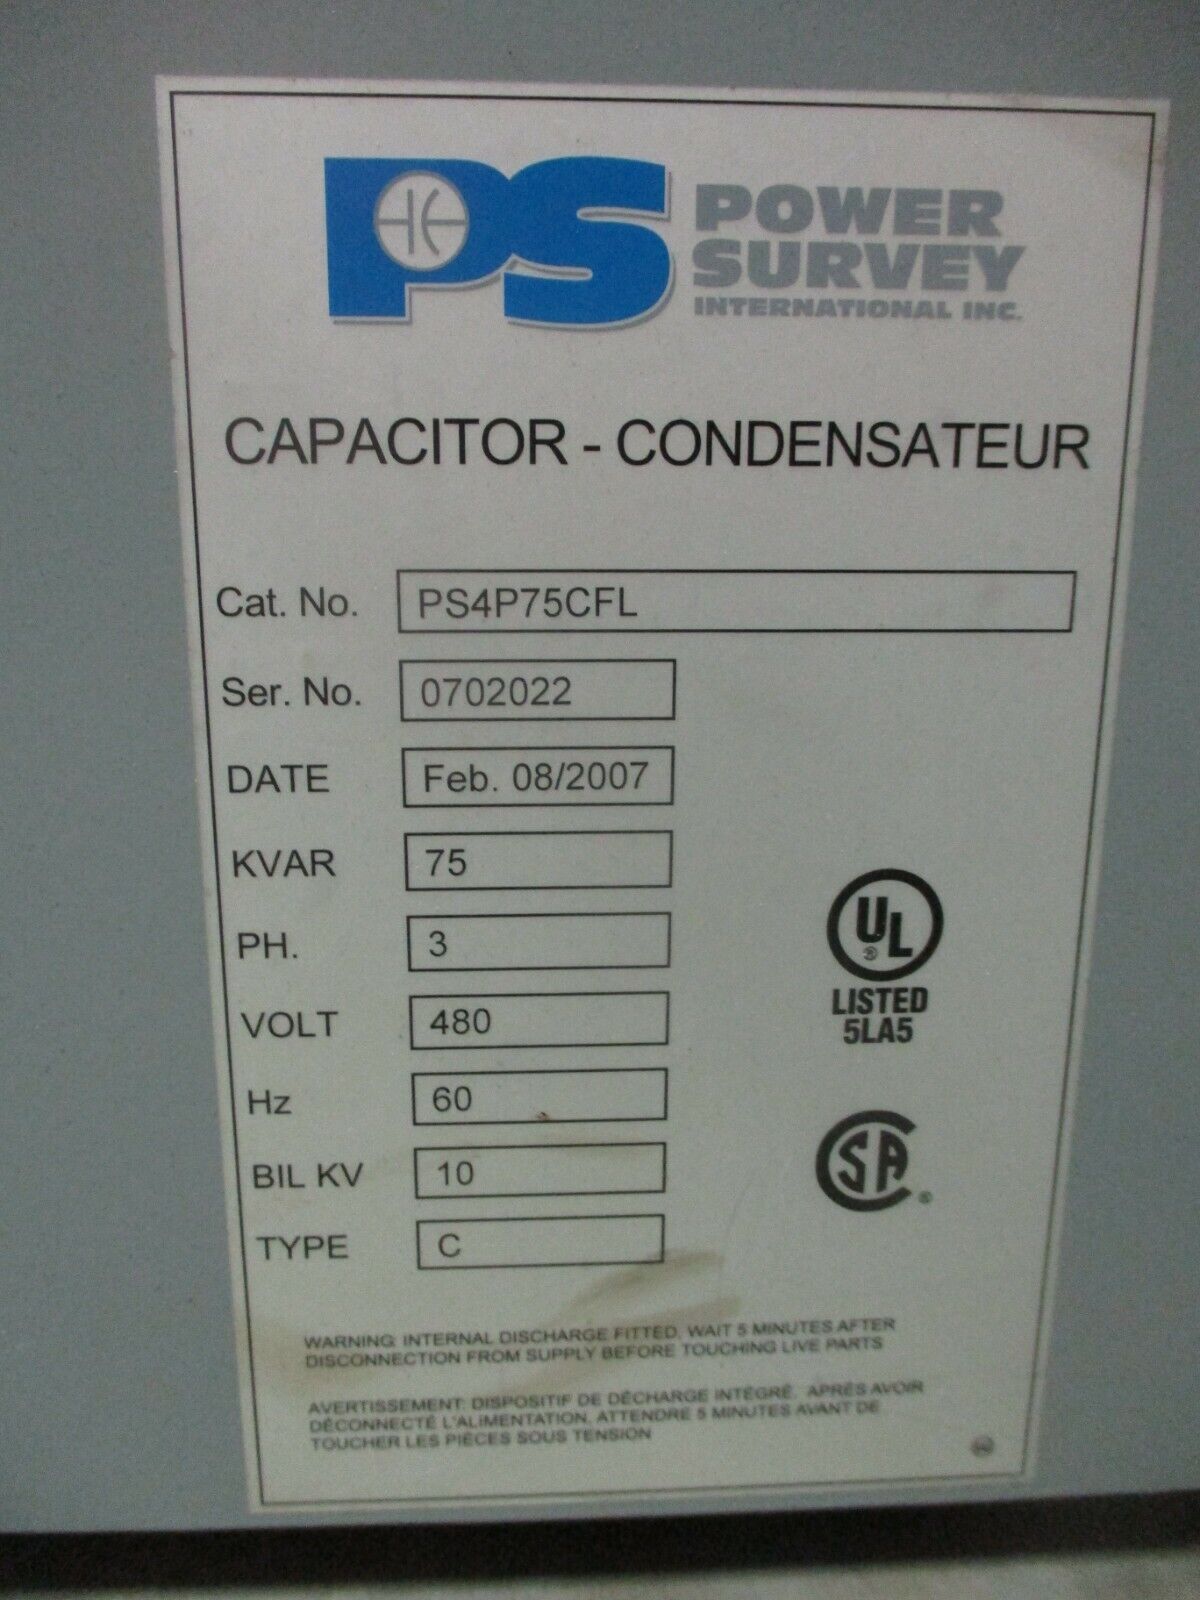 PS POWER
SURVEY
INTERNATIONAL INC.
CAPACITOR - CONDENSATEUR
Cat. No. PS4P75CFL
Ser. No. 0702022
DATE Feb. 08/2007
KVAR 75
PH. 3
VOLT 480
Hz 60
BIL KV 10
TYPE C
UL ®
LISTED
5LA5
CSA ®
WARNING: INTERNAL DISCHARGE FITTED, WAIT 5 MINUTES AFTER
DISCONNECTION FROM SUPPLY BEFORE TOUCHING LIVE PARTS
AVERTISSEMENT: DISPOSITIF DE DÉCHARGE INTÉGRÉ, APRÈS AVOIR
DÉCONNECTÉ L'ALIMENTATION, ATTENDRE 5 MINUTES AVANT DE
TOUCHER LES PIÈCES SOUS TENSION